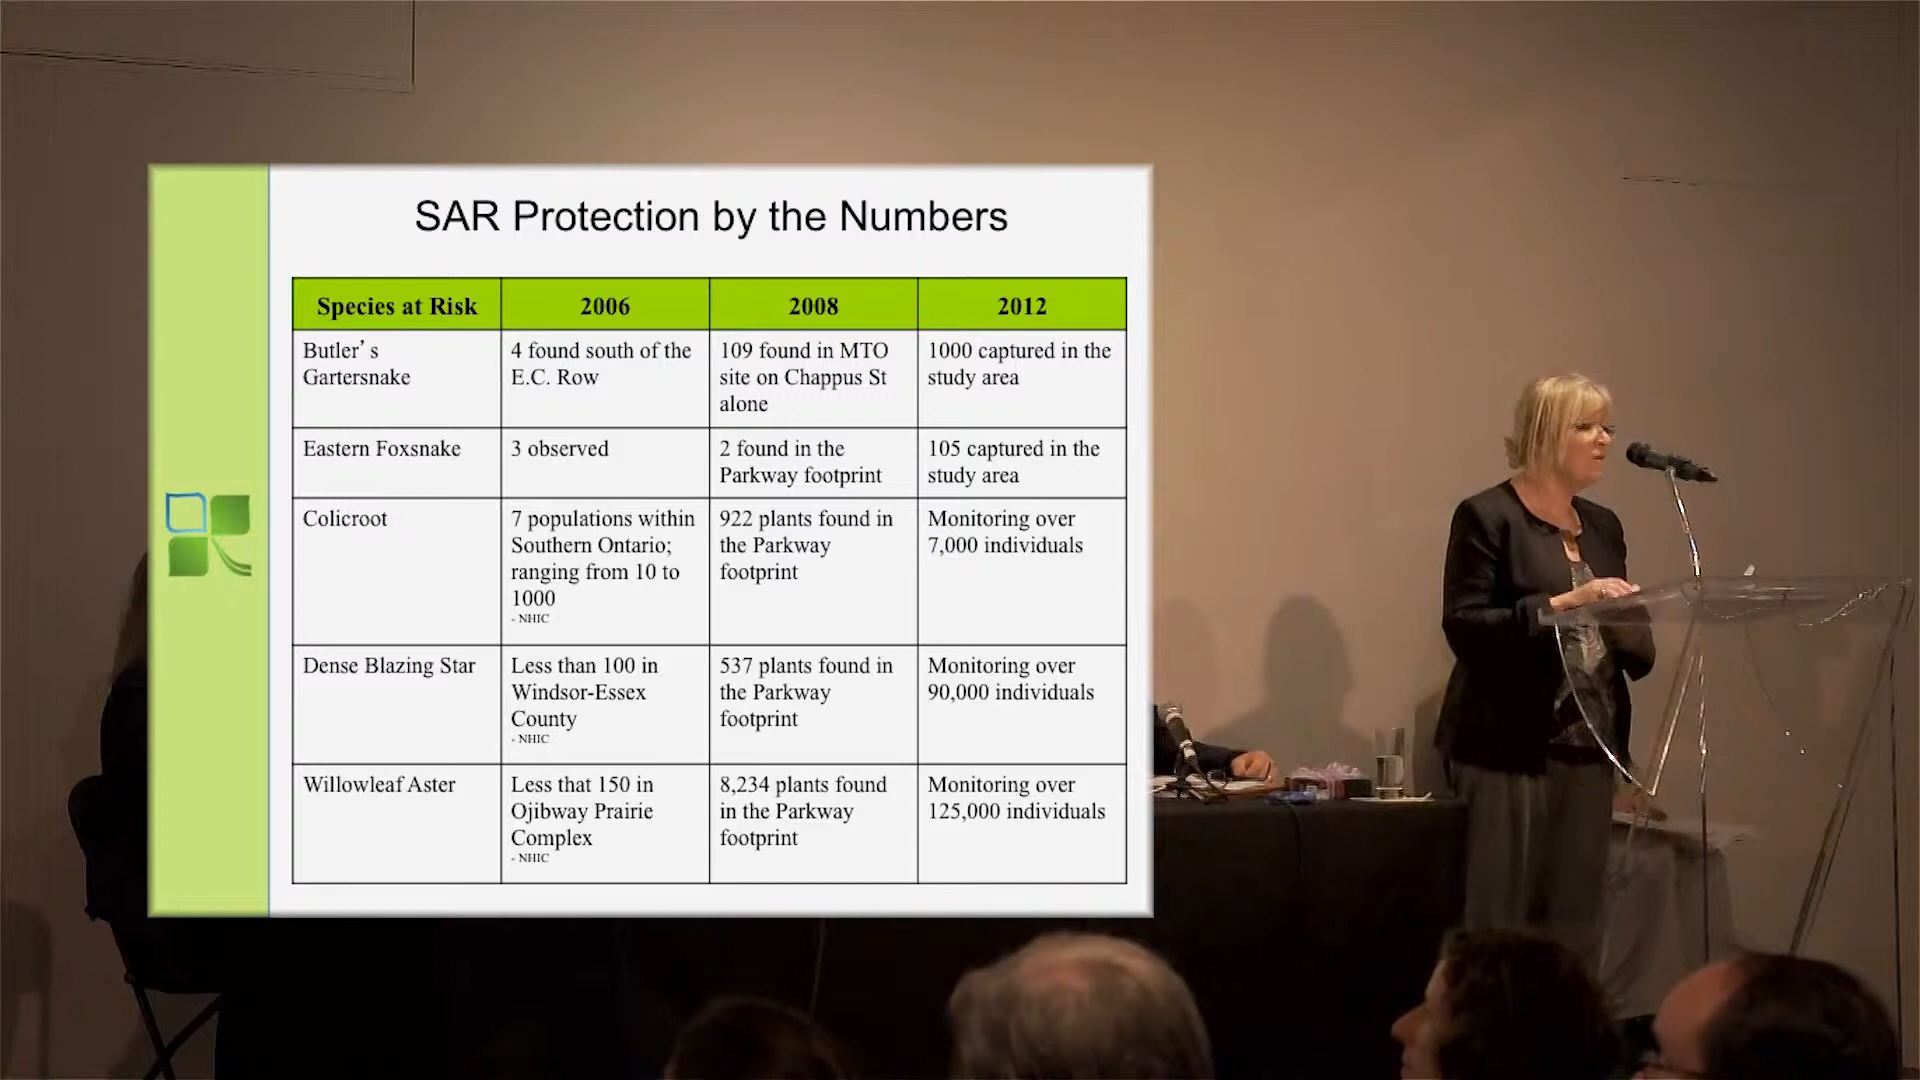 SAR Protection by the Numbers
Species at Risk
2006
2008
2012
Butler's
Gartersnake
4 found south of the
E.C. Row
109 found in MTO
site on Chappus St
alone
1000 captured in the
study area
Eastern Foxsnake
3 observed
2 found in the
Parkway footprint
105 captured in the
study area
Colicroot
7 populations within
Southern Ontario;
ranging from 10 to
1000
- NHIC
922 plants found in
the Parkway
footprint
Monitoring over
7,000 individuals
Dense Blazing Star
Less than 100 in
Windsor-Essex
County
- NHIC
537 plants found in
the Parkway
footprint
Monitoring over
90,000 individuals
Willowleaf Aster
Less that 150 in
Ojibway Prairie
Complex
- NHIC
8,234 plants found
in the Parkway
footprint
Monitoring over
125,000 individuals